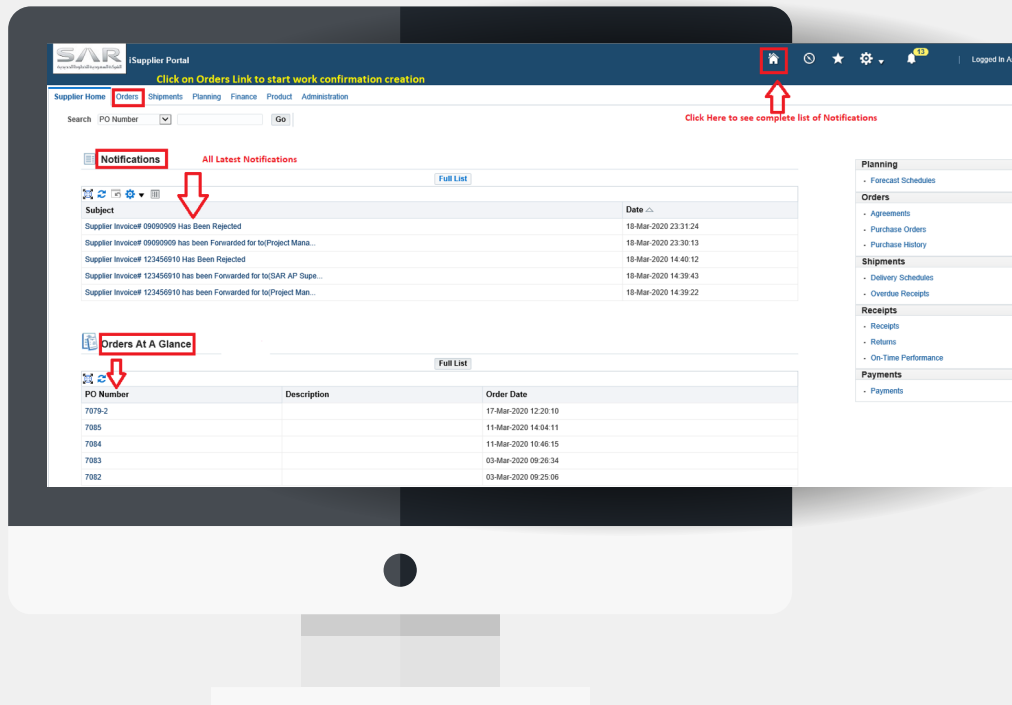 SAR
iSupplier Portal
13
Logged In A
Click on Orders Link to start work confirmation creation
Supplier Home Orders Shipments Planning Finance Product Administration
Search PO Number Go
Click Here to see complete list of Notifications
Notifications All Latest Notifications
Full List
Subject Date
Supplier Invoice# 09090909 Has Been Rejected 18-Mar-2020 23:31:24
Supplier Invoice# 09090909 has been Forwarded for to(Project Mana... 18-Mar-2020 23:30:13
Supplier Invoice# 123456910 Has Been Rejected 18-Mar-2020 14:40:12
Supplier Invoice# 123456910 has been Forwarded for to(SAR AP Supe... 18-Mar-2020 14:39:43
Supplier Invoice# 123456910 has been Forwarded for to(Project Man... 18-Mar-2020 14:39:22
Orders At A Glance
Full List
PO Number Description Order Date
7079-2 17-Mar-2020 12:20:10
7085 11-Mar-2020 14:04:11
7084 11-Mar-2020 10:46:15
7083 03-Mar-2020 09:26:34
7082 03-Mar-2020 09:25:06
Planning
Forecast Schedules
Orders
Agreements
Purchase Orders
Purchase History
Shipments
Delivery Schedules
Overdue Receipts
Receipts
Receipts
Returns
On-Time Performance
Payments
Payments